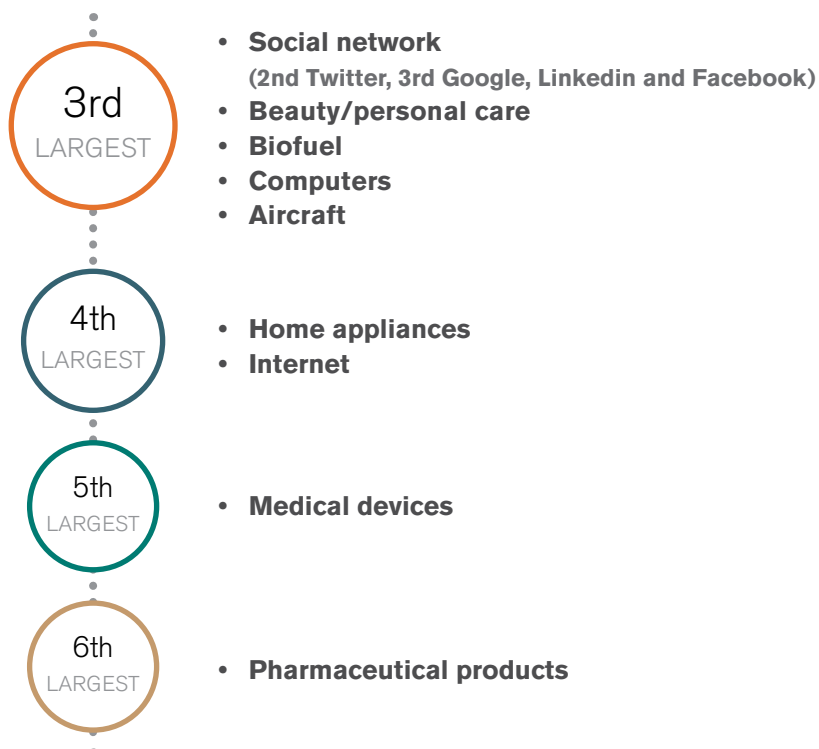 3rd
LARGEST
• Social network
(2nd Twitter, 3rd Google, Linkedin and Facebook)
• Beauty/personal care
• Biofuel
• Computers
• Aircraft
4th
LARGEST
• Home appliances
• Internet
5th
LARGEST
• Medical devices
6th
LARGEST
• Pharmaceutical products